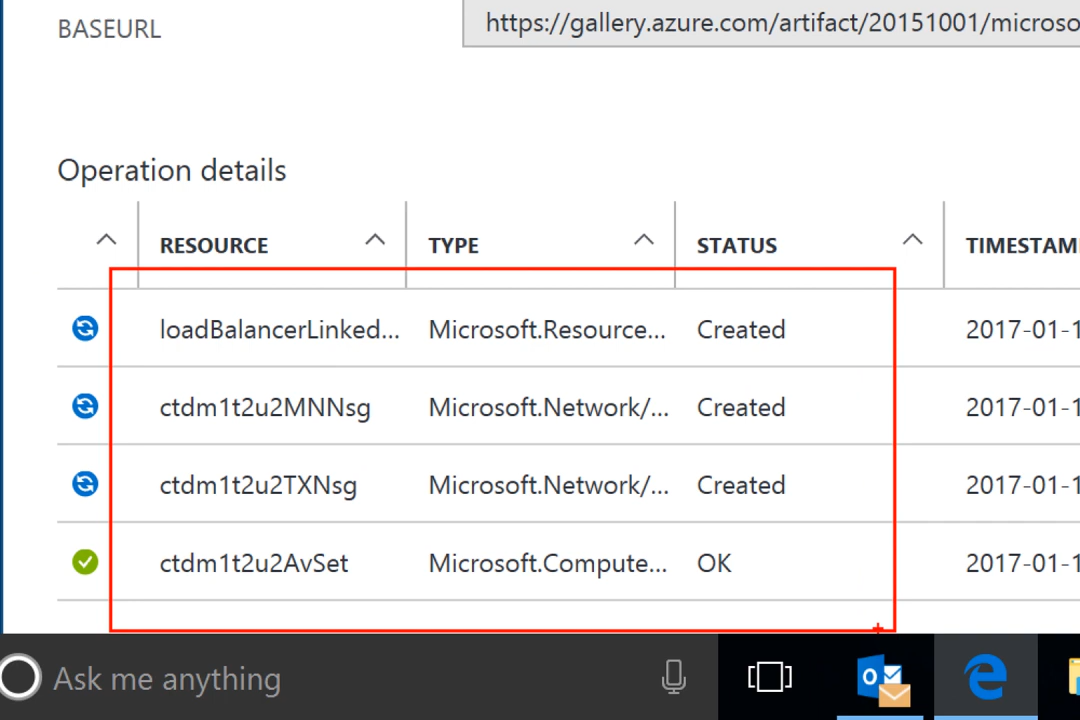 BASEURL https://gallery.azure.com/artifact/20151001/microso
Operation details
RESOURCE TYPE STATUS TIMESTAM
loadBalancerLinked... Microsoft.Resource... Created 2017-01-1
ctdm1t2u2MNNsg Microsoft.Network/... Created 2017-01-1
ctdm1t2u2TXNsg Microsoft.Network/... Created 2017-01-1
ctdm1t2u2AvSet Microsoft.Compute... OK 2017-01-1
Ask me anything